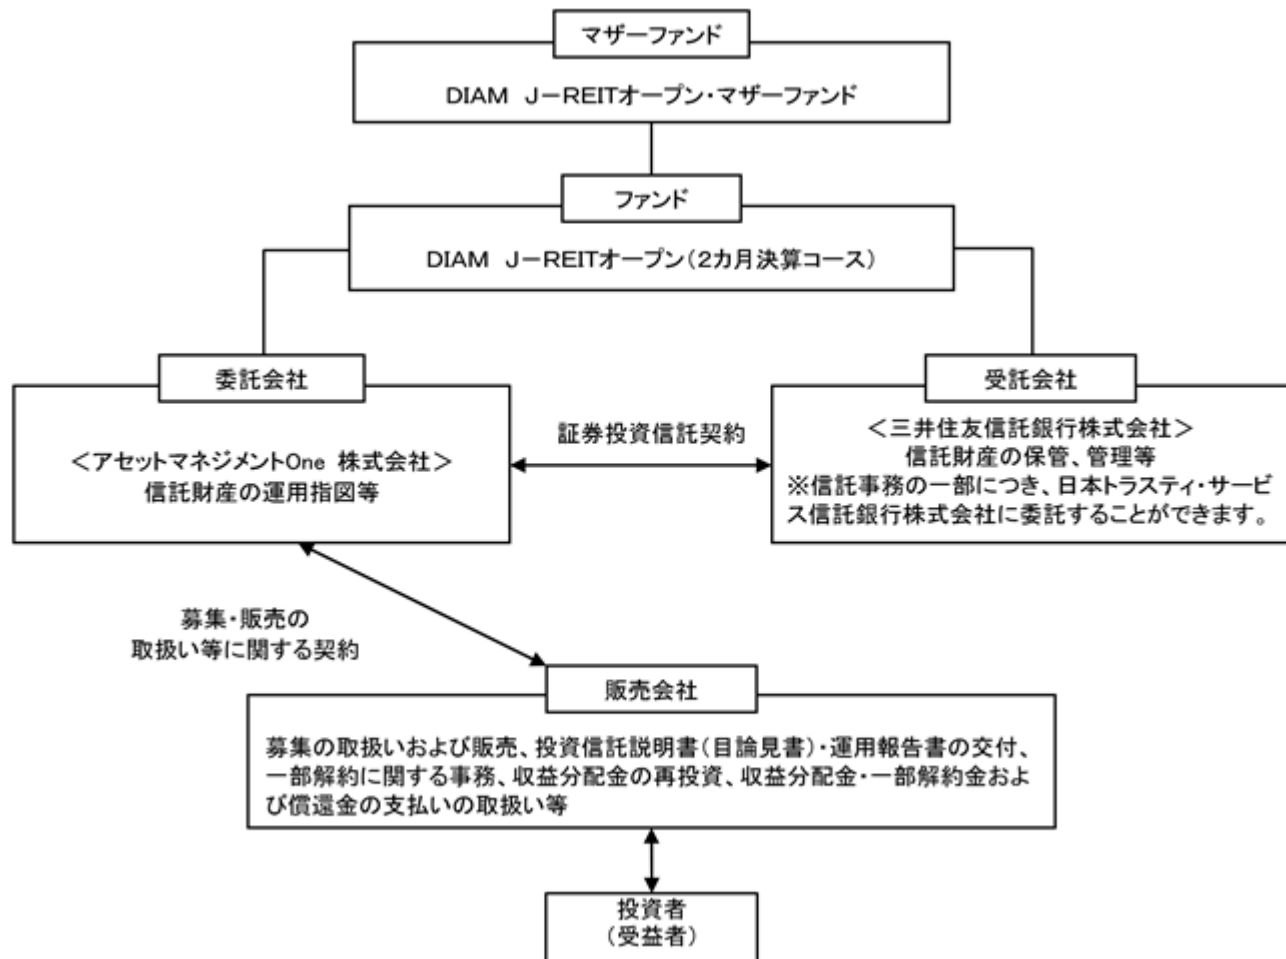 マザーファンド
DIAM J－REITオープン・マザーファンド
ファンド
DIAM J－REITオープン（２カ月決算コース）
委託会社
＜アセットマネジメントOne 株式会社＞
信託財産の運用指図等
証券投資信託契約
受託会社
＜三井住友信託銀行株式会社＞
信託財産の保管、管理等
※信託事務の一部につき、日本トラスティ・サービ
ス信託銀行株式会社に委託することができます。
募集・販売の
取扱い等に関する契約
販売会社
募集の取扱いおよび販売、投資信託説明書（目論見書）・運用報告書の交付、
一部解約に関する事務、収益分配金の再投資、収益分配金・一部解約金およ
び償還金の支払いの取扱い等
投資者
（受益者）